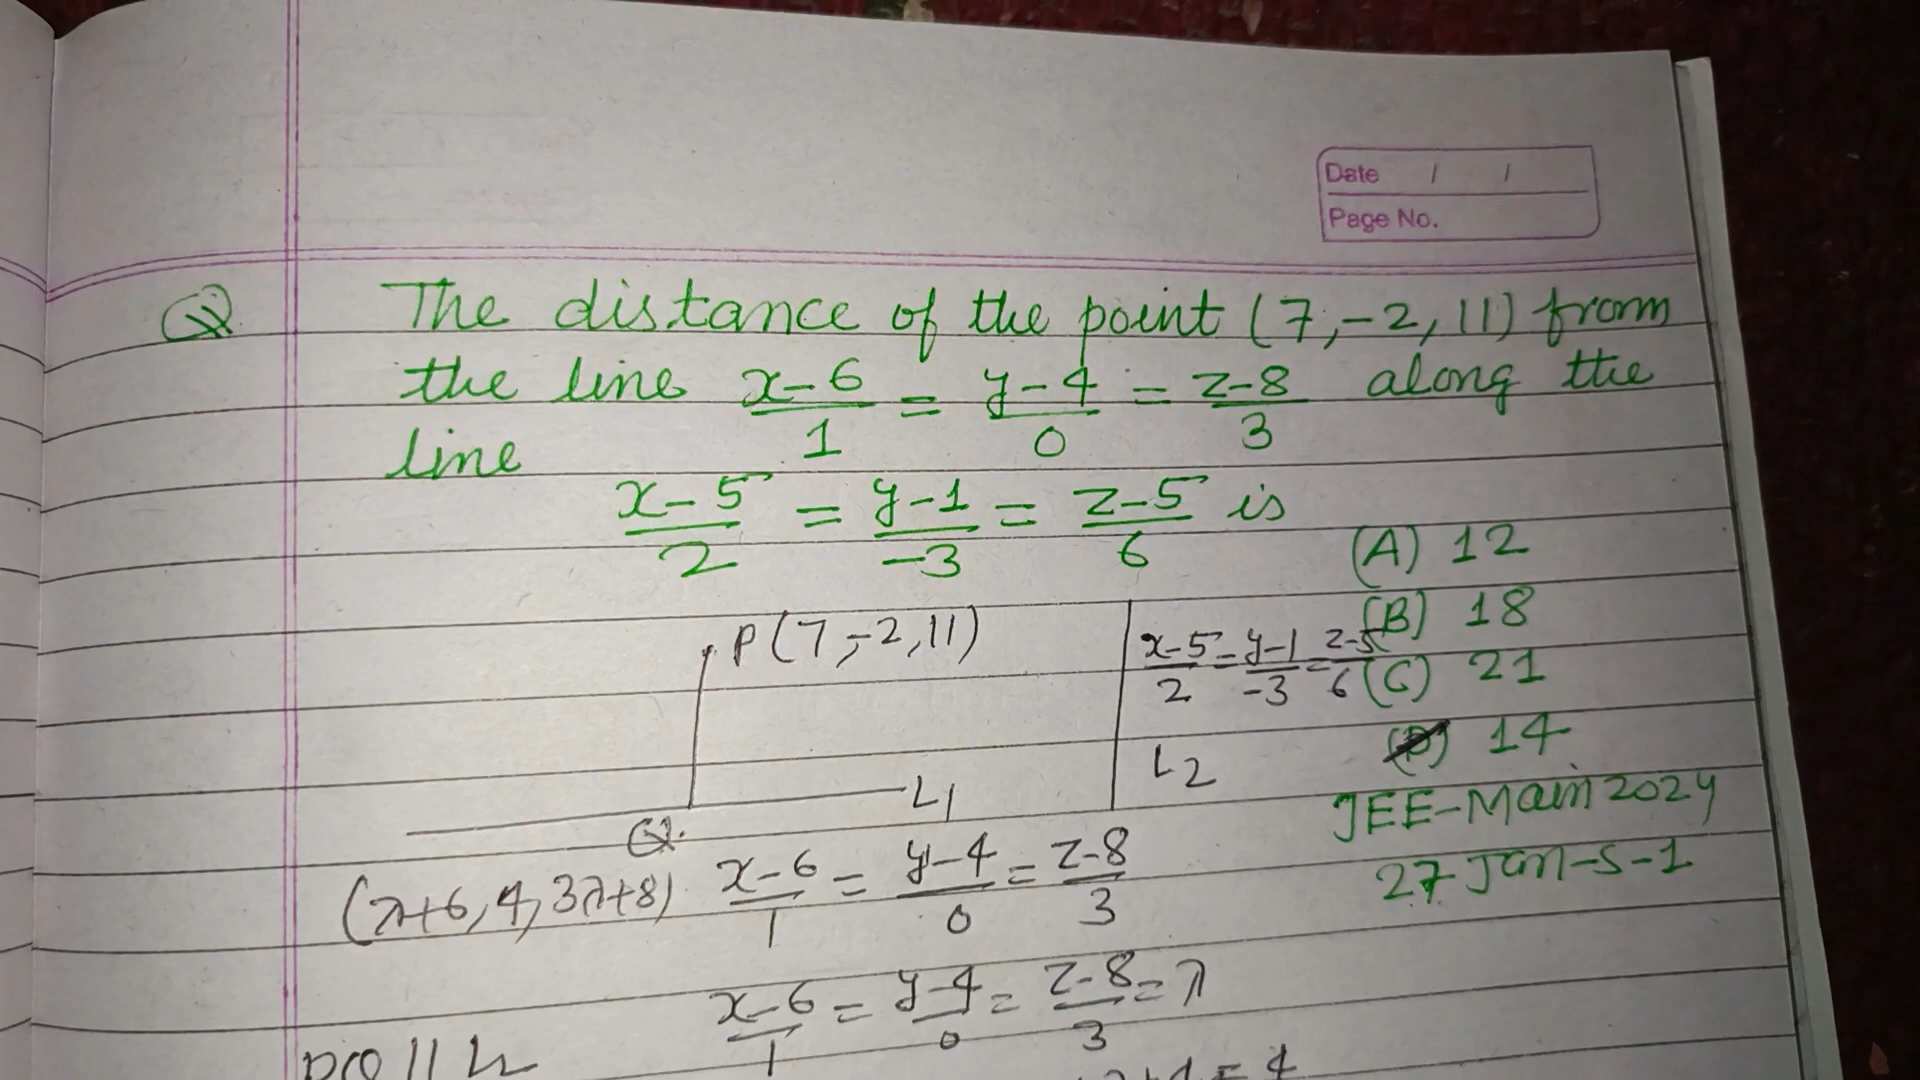 Date / /
Page No.
Q. The distance of the point (7,-2,11) from
the line x-6/1 = y-4/0 = z-8/3 along the
line
x-5/2 = y-1/-3 = z-5/6 is
(A) 12
(B) 18
(C) 21
(D) 14
JEE-Main 2024
27 Jan-S-1
P(7,-2,11)
x-5/2 = y-1/-3 = z-5/6
L2
L1
Q.
(λ+6,4,3λ+8) x-6/1 = y-4/0 = z-8/3
x-6/1 = y-4/0 = z-8/3 = λ